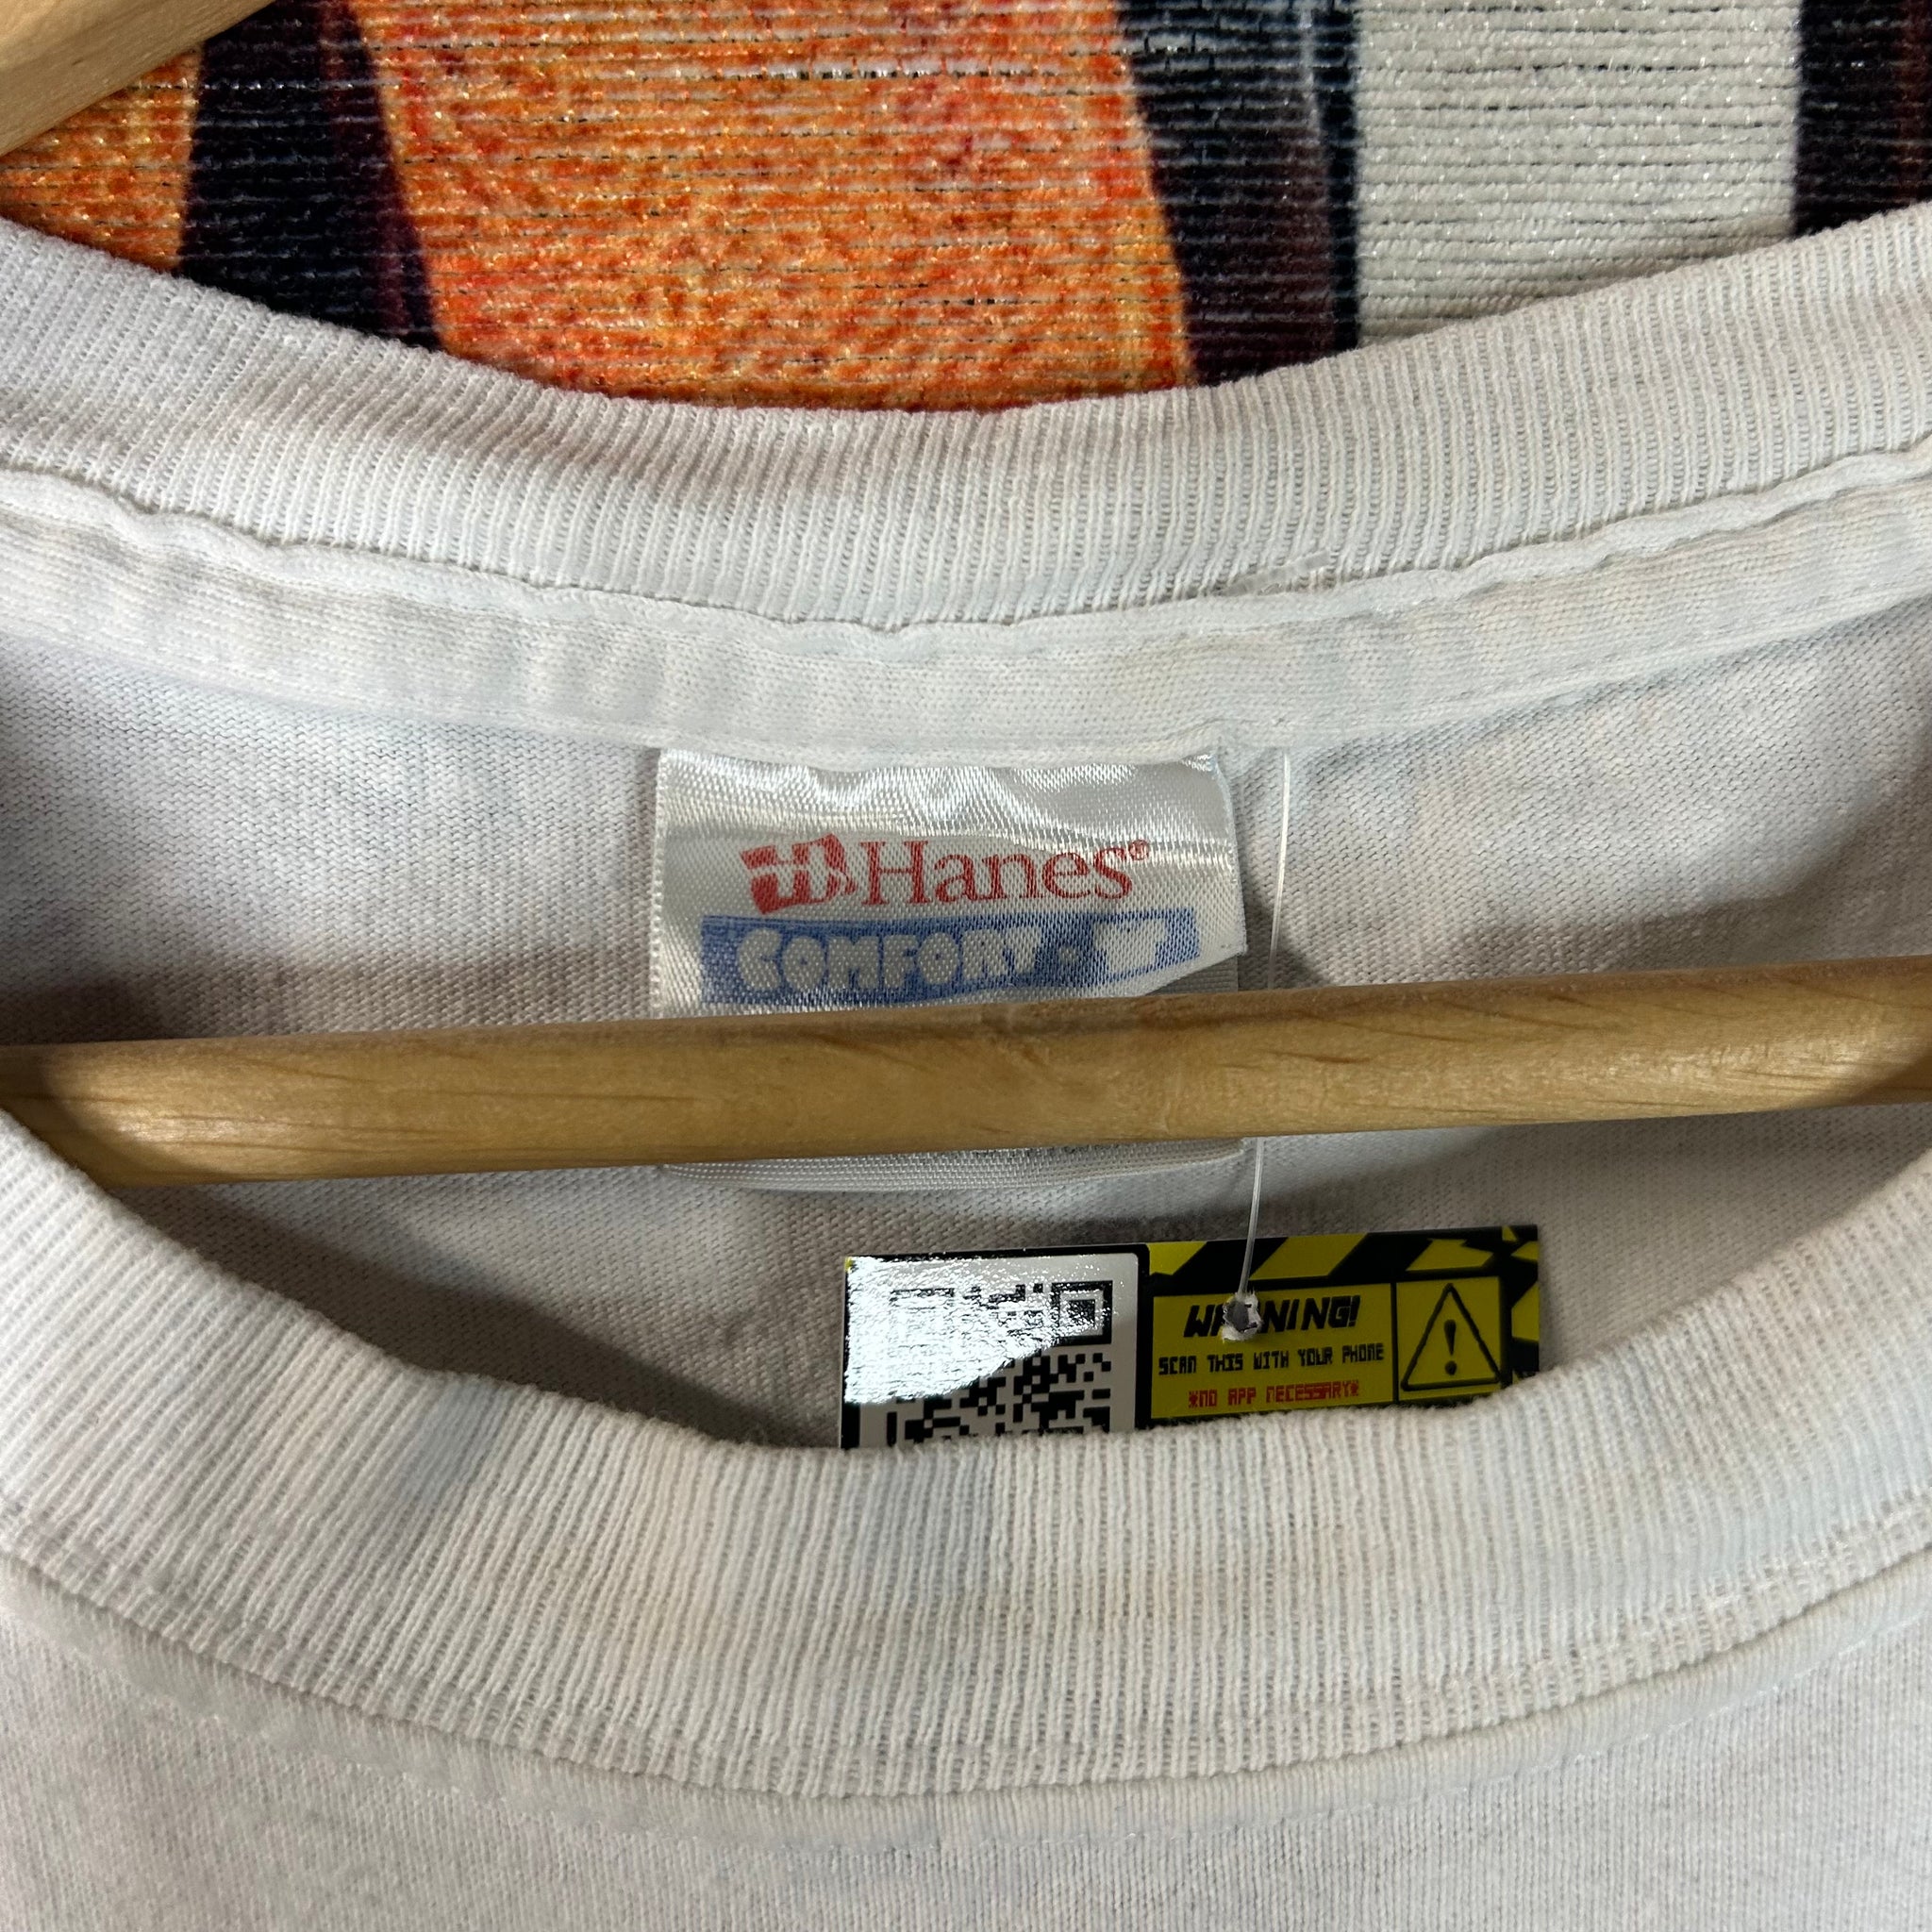 Hanes®
COMFORT
WARNING!
SCAN THIS WITH YOUR PHONE
*NO APP NECESSARY*